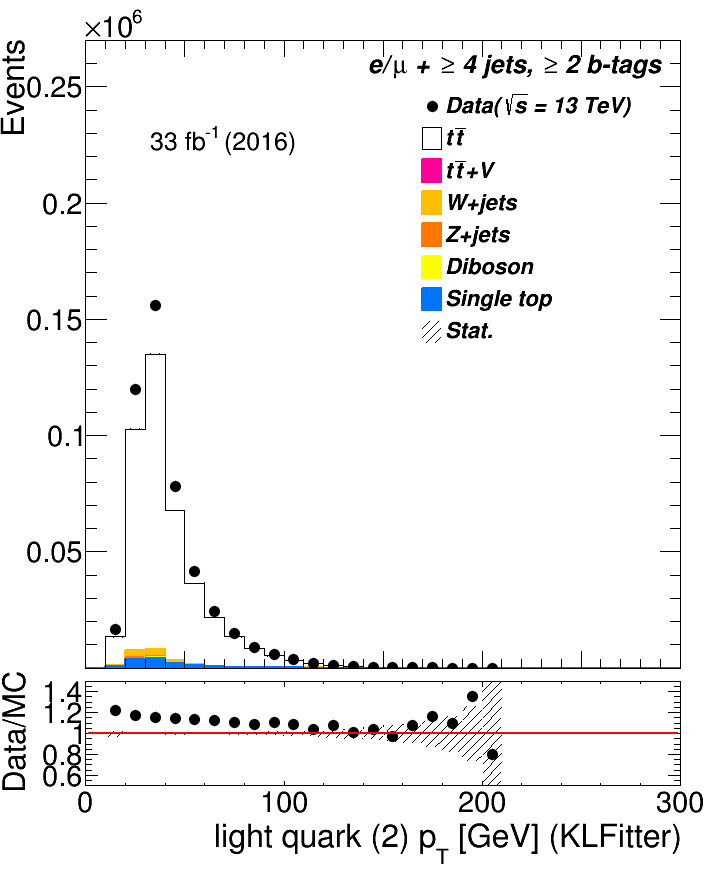 ×10⁶
Events
e/μ + ≥ 4 jets, ≥ 2 b-tags
33 fb⁻¹ (2016)
Data(√s = 13 TeV)
tt̅
tt̅+V
W+jets
Z+jets
Diboson
Single top
Stat.
0.25
0.2
0.15
0.1
0.05
Data/MC
1.4
1.2
1
0.8
0.6
0 100 200 300
light quark (2) p_T [GeV] (KLFitter)